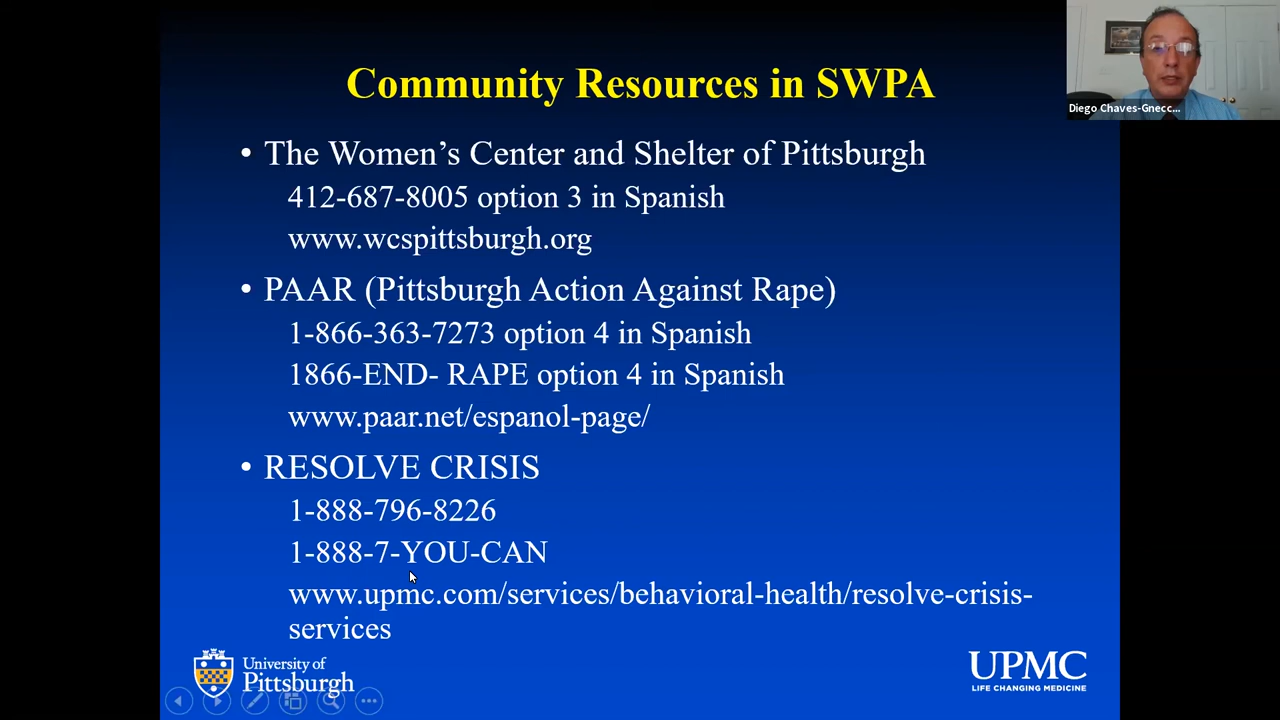 Community Resources in SWPA
Diego Chaves-Gnecc...
• The Women's Center and Shelter of Pittsburgh
412-687-8005 option 3 in Spanish
www.wcspittsburgh.org
• PAAR (Pittsburgh Action Against Rape)
1-866-363-7273 option 4 in Spanish
1866-END- RAPE option 4 in Spanish
www.paar.net/espanol-page/
• RESOLVE CRISIS
1-888-796-8226
1-888-7-YOU-CAN
www.upmc.com/services/behavioral-health/resolve-crisis-
services
University of
Pittsburgh
UPMC
LIFE CHANGING MEDICINE